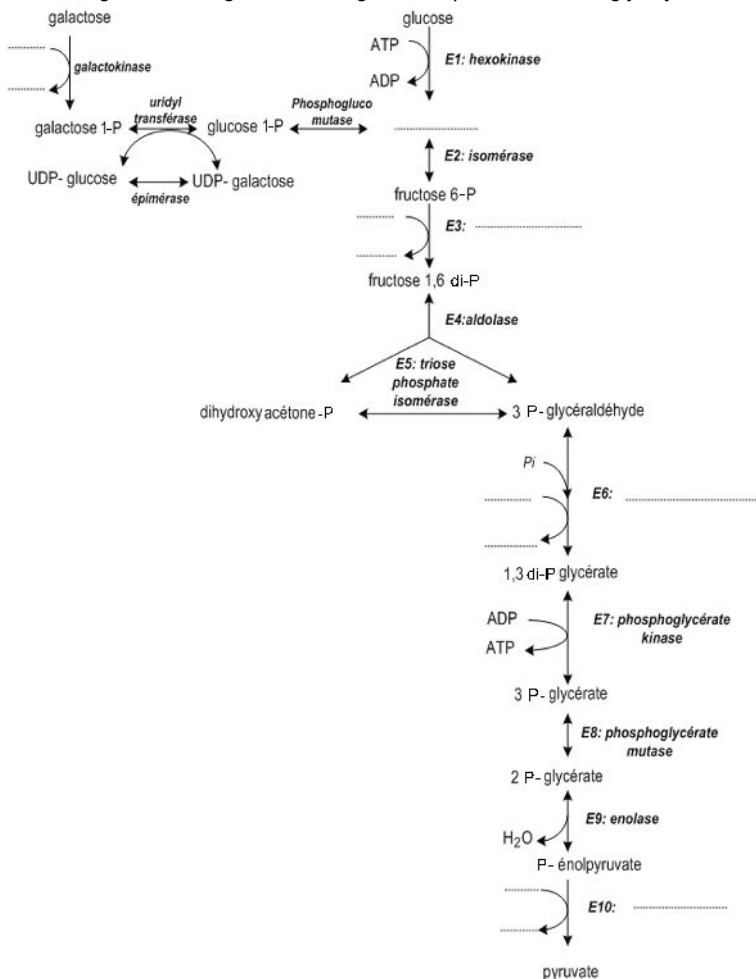 galactose
glucose
ATP
E1: hexokinase
galactokinase
ADP
uridyl
transférase
Phosphogluco
mutase
galactose 1-P
glucose 1-P
E2: isomérase
UDP- glucose
UDP- galactose
épimérase
fructose 6-P
E3:
fructose 1,6 di-P
E4:aldolase
E5: triose
phosphate
isomérase
dihydroxyacétone-P
3 P-glycéraldéhyde
Pi
E6:
1,3 di-P glycérate
ADP
E7: phosphoglycérate
kinase
ATP
3 P- glycérate
E8: phosphoglycérate
mutase
2 P- glycérate
E9: enolase
H2O
P- énolpyruvate
E10:
pyruvate